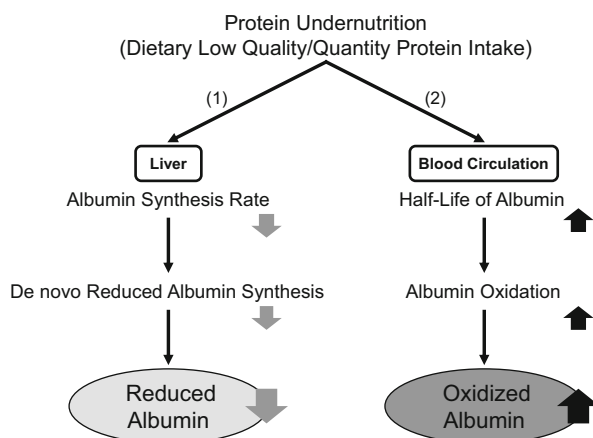 Protein Undernutrition
(Dietary Low Quality/Quantity Protein Intake)
(1)
(2)
Liver
Blood Circulation
Albumin Synthesis Rate
Half-Life of Albumin
De novo Reduced Albumin Synthesis
Albumin Oxidation
Reduced
Albumin
Oxidized
Albumin